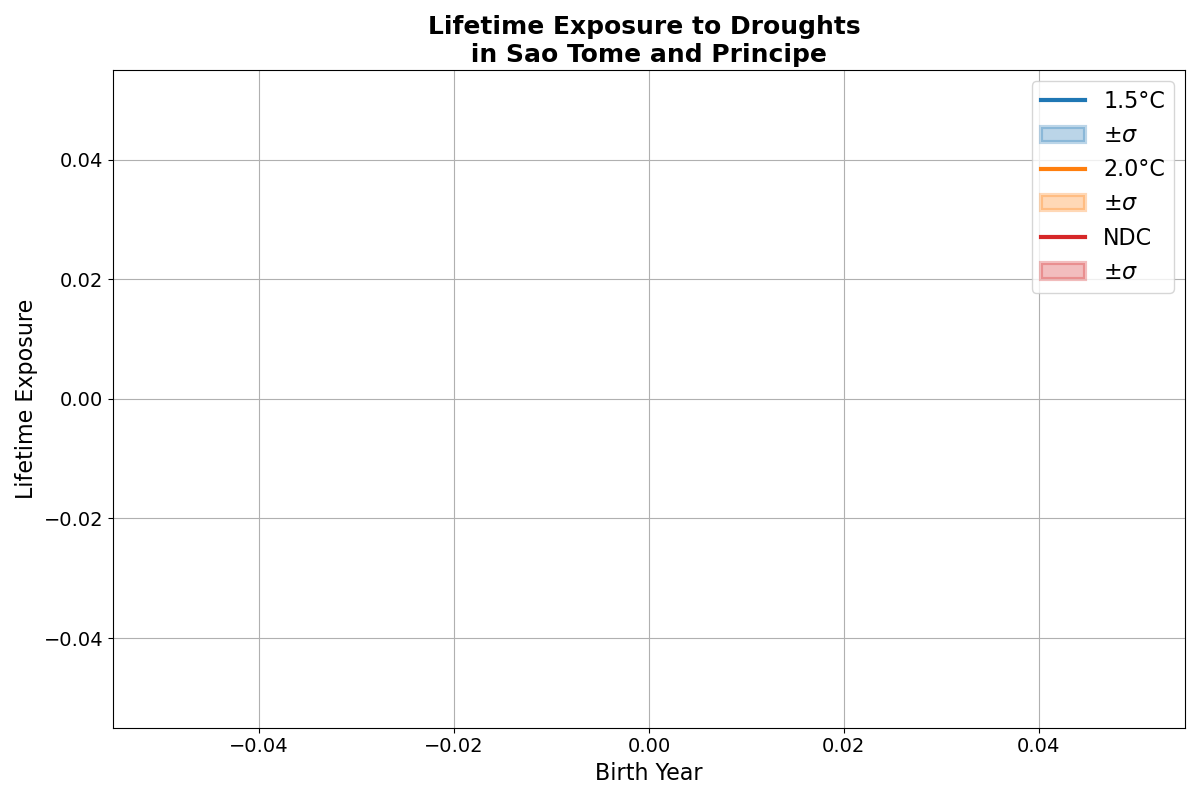 Lifetime Exposure to Droughts
in Sao Tome and Principe
1.5°C
±σ
2.0°C
±σ
NDC
±σ
Lifetime Exposure
0.04
0.02
0.00
−0.02
−0.04
−0.04
−0.02
0.00
0.02
0.04
Birth Year